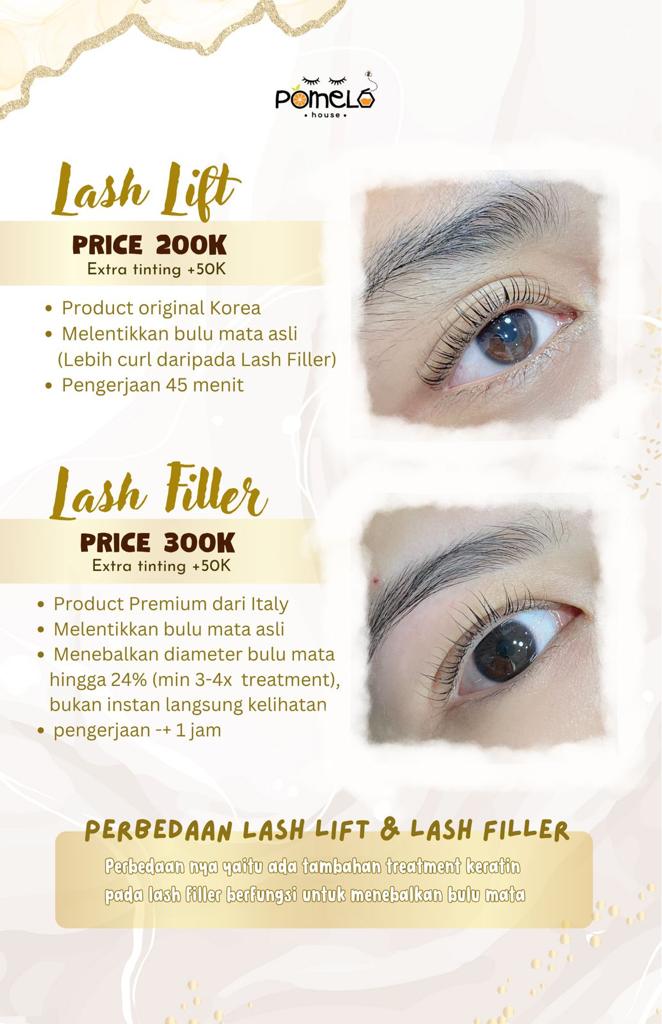 POMELO
• house •
Lash Lift
PRICE 200K
Extra tinting +50K
• Product original Korea
• Melentikkan bulu mata asli
(Lebih curl daripada Lash Filler)
• Pengerjaan 45 menit
Lash Filler
PRICE 300K
Extra tinting +50K
• Product Premium dari Italy
• Melentikkan bulu mata asli
• Menebalkan diameter bulu mata
hingga 24% (min 3-4x treatment),
bukan instan langsung kelihatan
• pengerjaan -+ 1 jam
PERBEDAAN LASH LIFT & LASH FILLER
Perbedaan nya yaitu ada tambahan treatment keratin
pada lash filler berfungsi untuk menebalkan bulu mata